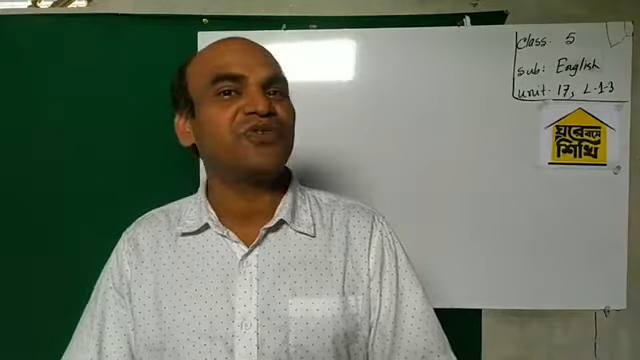 Class. 5
Sub: English
Unit. 17, L-1-3
ঘরে বসে
শিখি